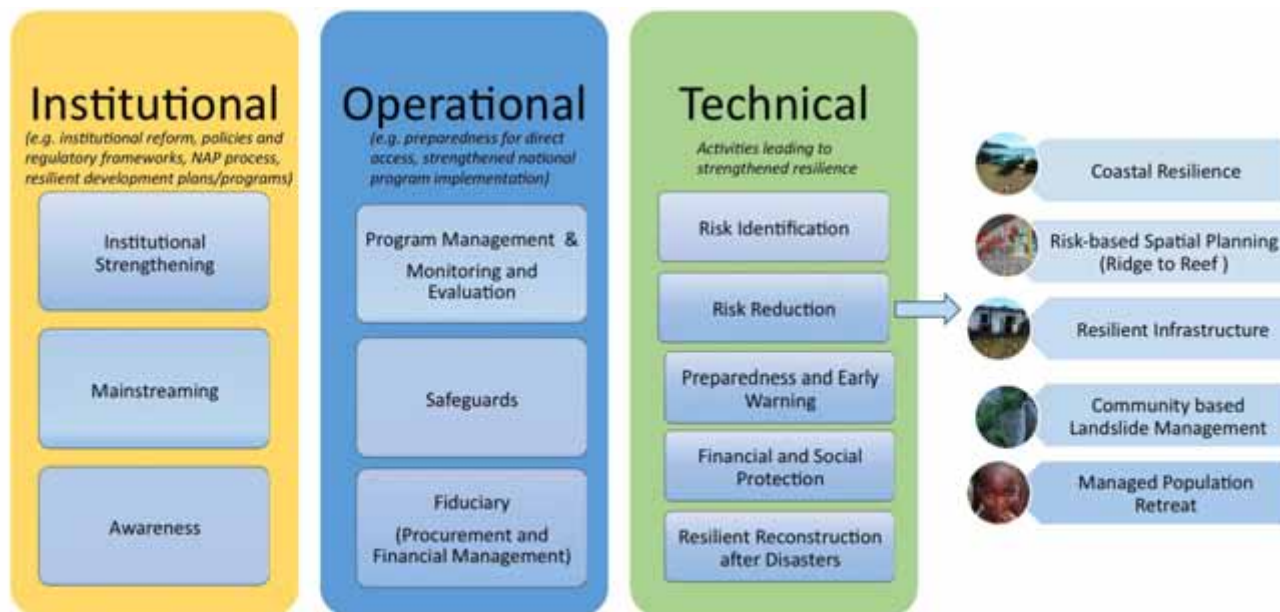 Institutional
(e.g. institutional reform, policies and
regulatory frameworks, NAP process,
resilient development plans/programs)
Institutional
Strengthening
Mainstreaming
Awareness
Operational
(e.g. preparedness for direct
access, strengthened national
program implementation)
Program Management &
Monitoring and
Evaluation
Safeguards
Fiduciary
(Procurement and
Financial Management)
Technical
Activities leading to
strengthened resilience
Risk Identification
Risk Reduction
Preparedness and Early
Warning
Financial and Social
Protection
Resilient Reconstruction
after Disasters
Coastal Resilience
Risk-based Spatial Planning
(Ridge to Reef )
Resilient Infrastructure
Community based
Landslide Management
Managed Population
Retreat